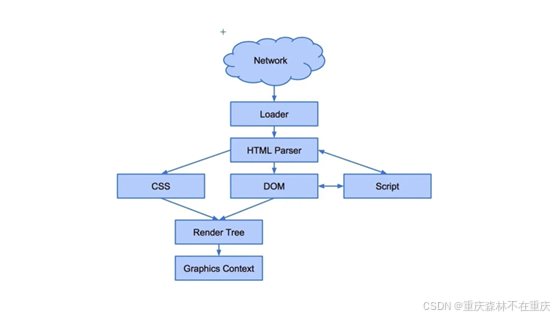 Network
Loader
HTML Parser
CSS
DOM
Script
Render Tree
Graphics Context
CSDN @重庆森林不在重庆